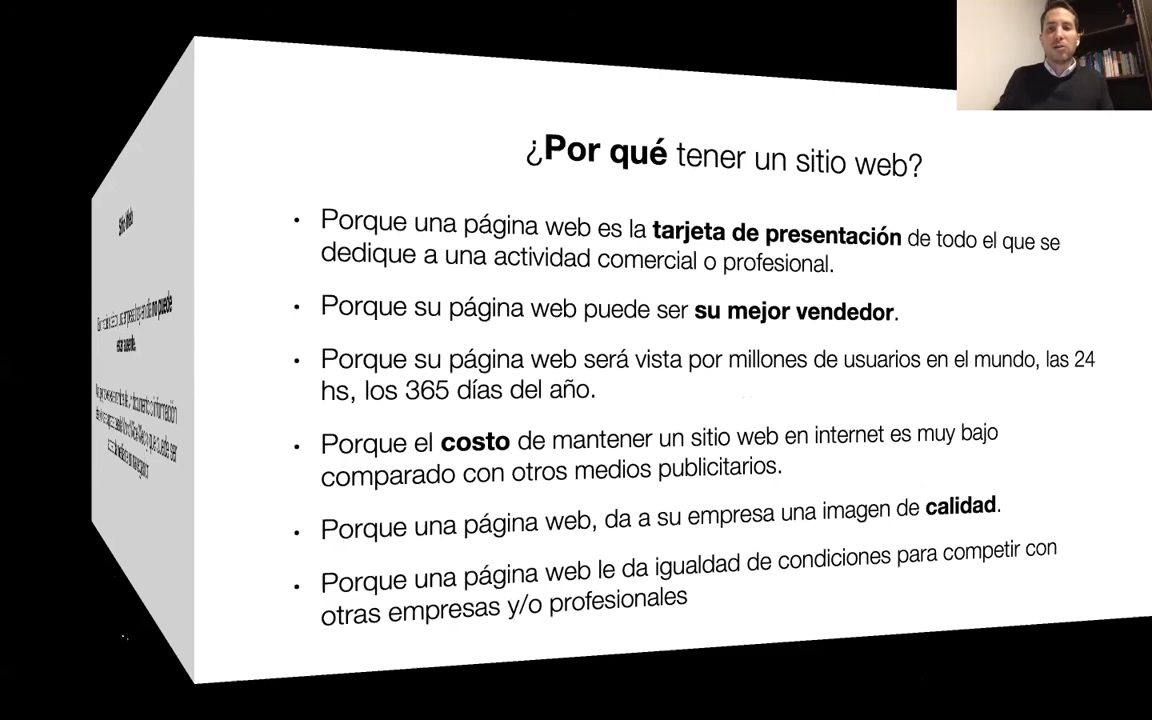 ¿Por qué tener un sitio web?
• Porque una página web es la tarjeta de presentación de todo el que se
dedique a una actividad comercial o profesional.
• Porque su página web puede ser su mejor vendedor.
• Porque su página web será vista por millones de usuarios en el mundo, las 24
hs, los 365 días del año.
• Porque el costo de mantener un sitio web en internet es muy bajo
comparado con otros medios publicitarios.
• Porque una página web, da a su empresa una imagen de calidad.
• Porque una página web le da igualdad de condiciones para competir con
otras empresas y/o profesionales
Sitio Web
no puede